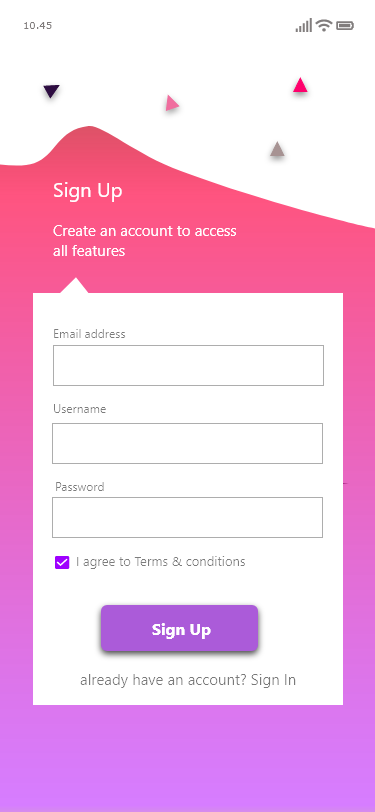 10.45
Sign Up
Create an account to access
all features
Email address
Username
Password
I agree to Terms & conditions
Sign Up
already have an account? Sign In